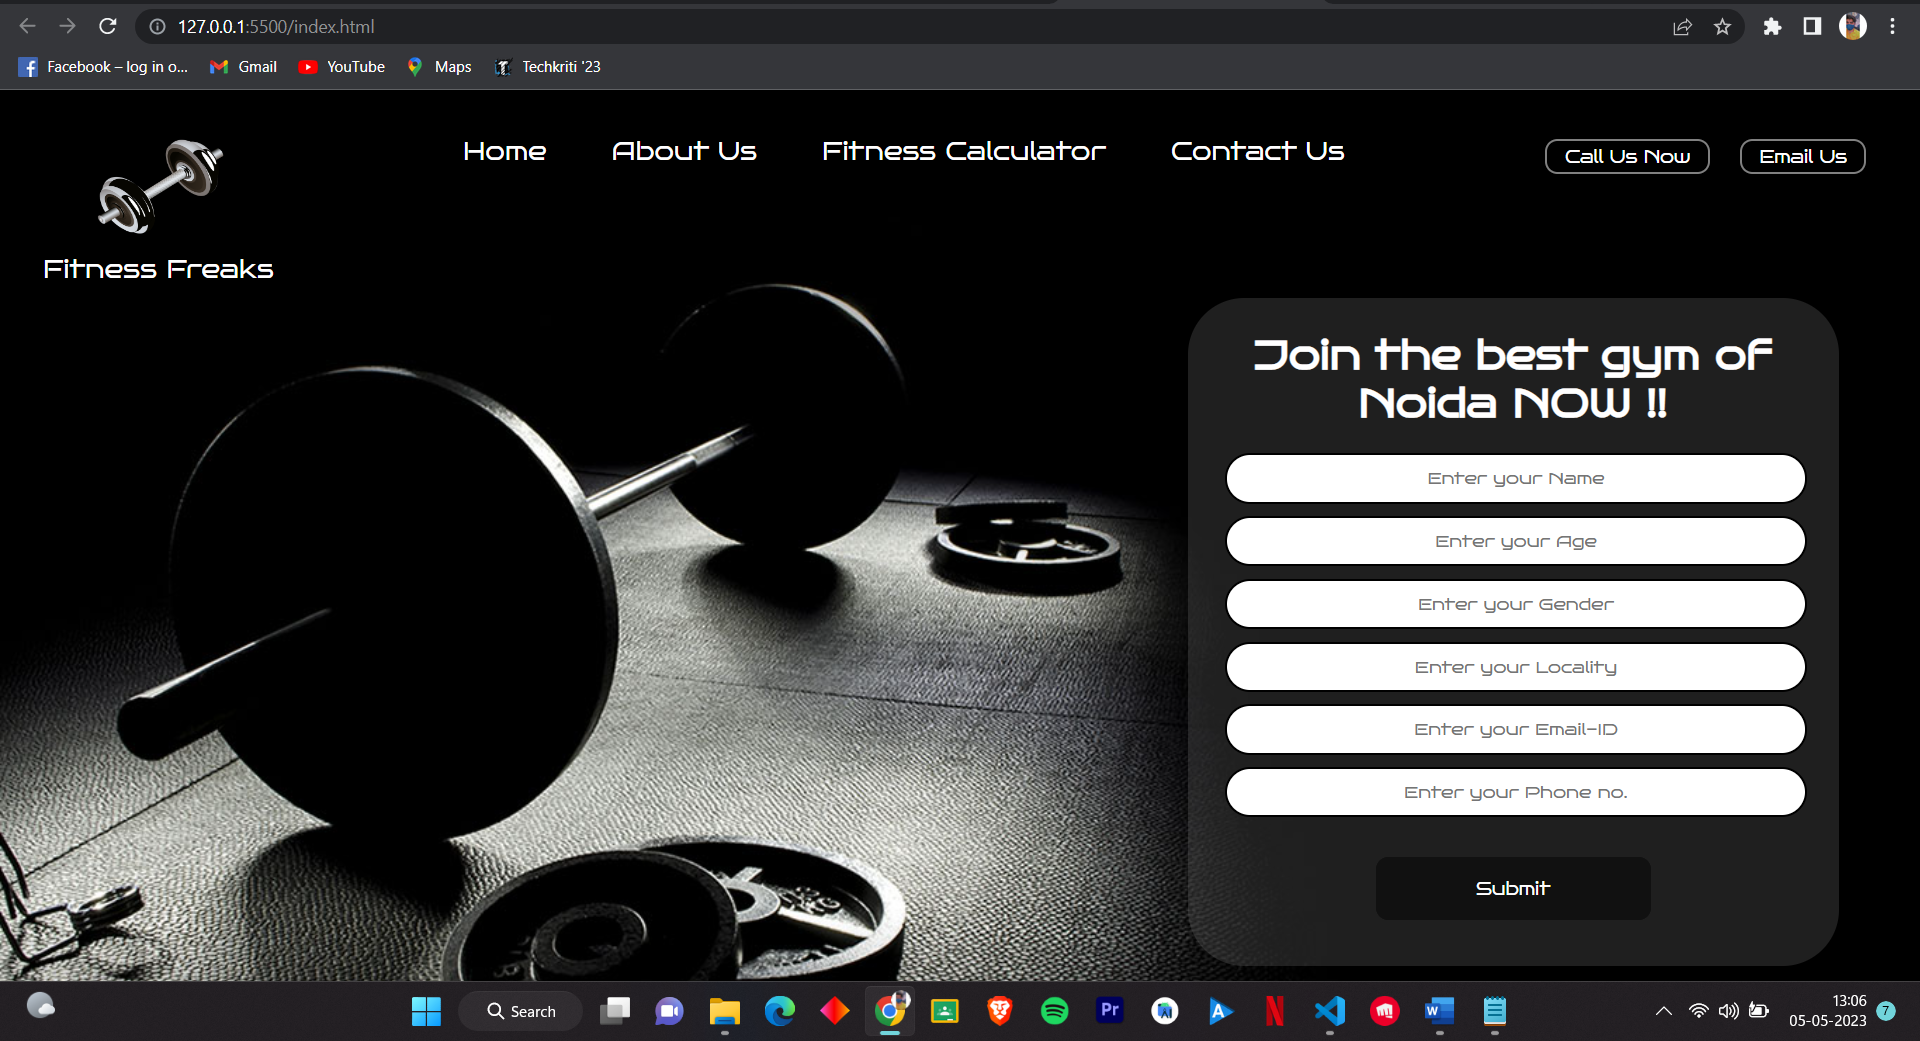 127.0.0.1:5500/index.html
Facebook – log in o...
Gmail
YouTube
Maps
Techkriti '23
Home
About Us
Fitness Calculator
Contact Us
Call Us Now
Email Us
Fitness Freaks
Join the best gym of
Noida NOW !!
Enter your Name
Enter your Age
Enter your Gender
Enter your Locality
Enter your Email-ID
Enter your Phone no.
Submit
Search
Pr
W
13:06
05-05-2023
7